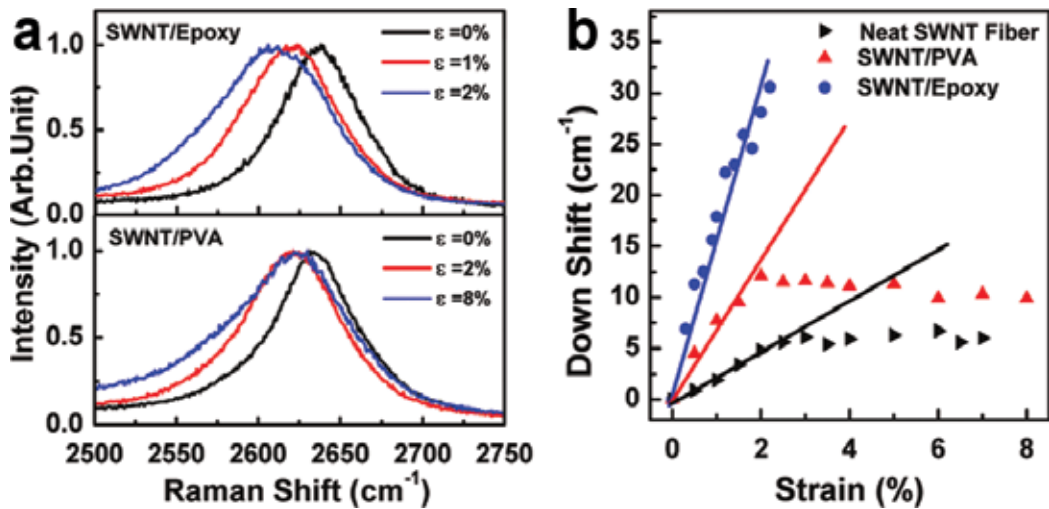 a
SWNT/Epoxy
ε =0%
ε =1%
ε =2%
1.0
0.5
0.0
SWNT/PVA
ε =0%
ε =2%
ε =8%
1.0
0.5
0.0
Intensity (Arb.Unit)
2500 2550 2600 2650 2700 2750
Raman Shift (cm⁻¹)
b
Neat SWNT Fiber
SWNT/PVA
SWNT/Epoxy
35
30
25
20
15
10
5
0
Down Shift (cm⁻¹)
0 2 4 6 8
Strain (%)